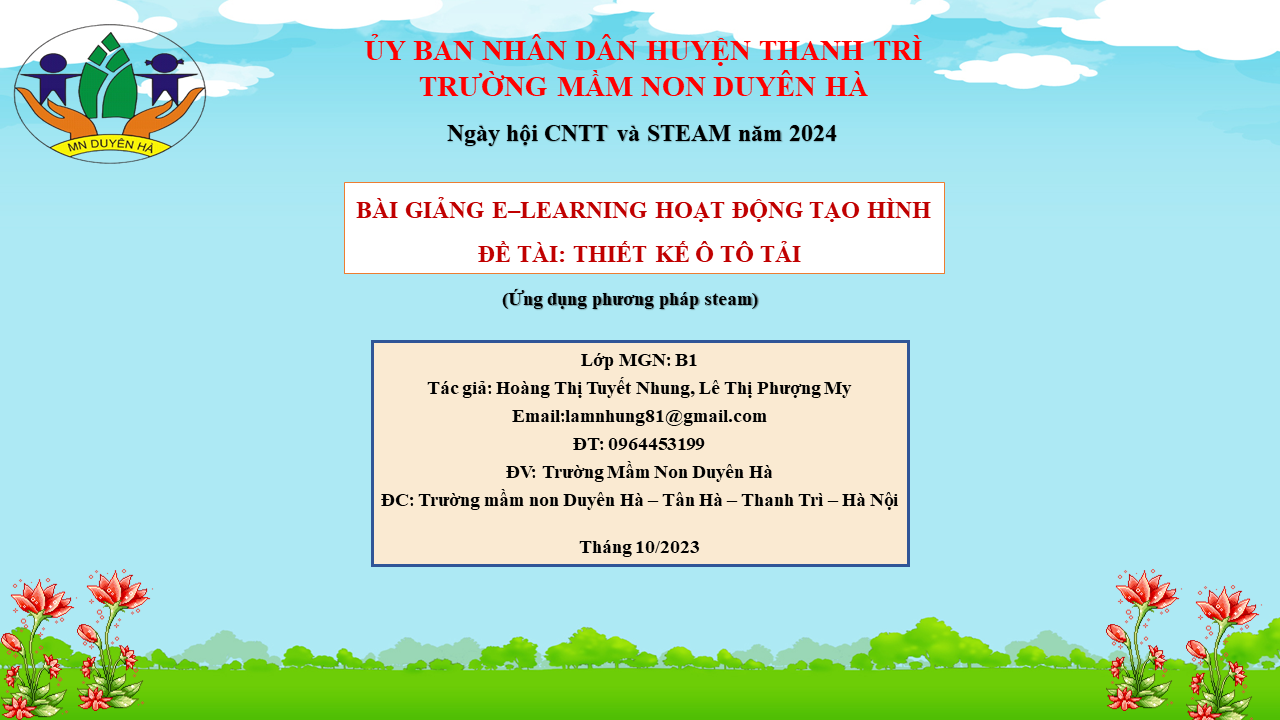 ỦY BAN NHÂN DÂN HUYỆN THANH TRÌ
TRƯỜNG MẦM NON DUYÊN HÀ
MN DUYÊN HÀ
Ngày hội CNTT và STEAM năm 2024
BÀI GIẢNG E–LEARNING HOẠT ĐỘNG TẠO HÌNH
ĐỀ TÀI: THIẾT KẾ Ô TÔ TẢI
(Ứng dụng phương pháp steam)
Lớp MGN: B1
Tác giả: Hoàng Thị Tuyết Nhung, Lê Thị Phượng My
Email:lamnhung81@gmail.com
ĐT: 0964453199
ĐV: Trường Mầm Non Duyên Hà
ĐC: Trường mầm non Duyên Hà – Tân Hà – Thanh Trì – Hà Nội
Tháng 10/2023